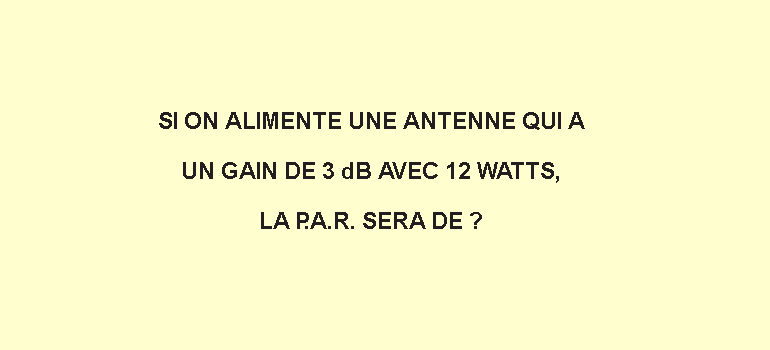 SI ON ALIMENTE UNE ANTENNE QUI A
UN GAIN DE 3 dB AVEC 12 WATTS,
LA P.A.R. SERA DE ?